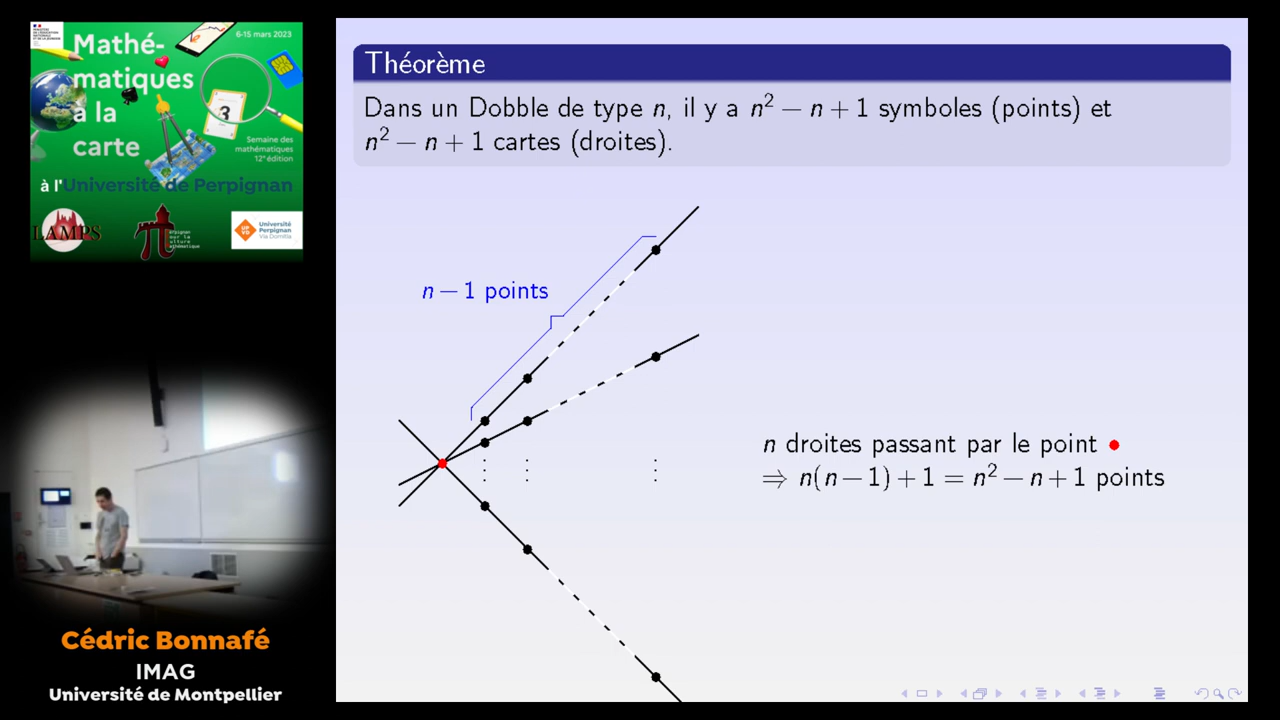 6-15 mars 2023
Mathé-
matiques
à la
carte
3
Semaine des
mathématiques
12e édition
à l'Université de Perpignan
LAMPS
Université
Perpignan
Via Domitia
Théorème
Dans un Dobble de type n, il y a n² − n + 1 symboles (points) et
n² − n + 1 cartes (droites).
n − 1 points
n droites passant par le point •
⇒ n(n − 1) + 1 = n² − n + 1 points
Cédric Bonnafé
IMAG
Université de Montpellier